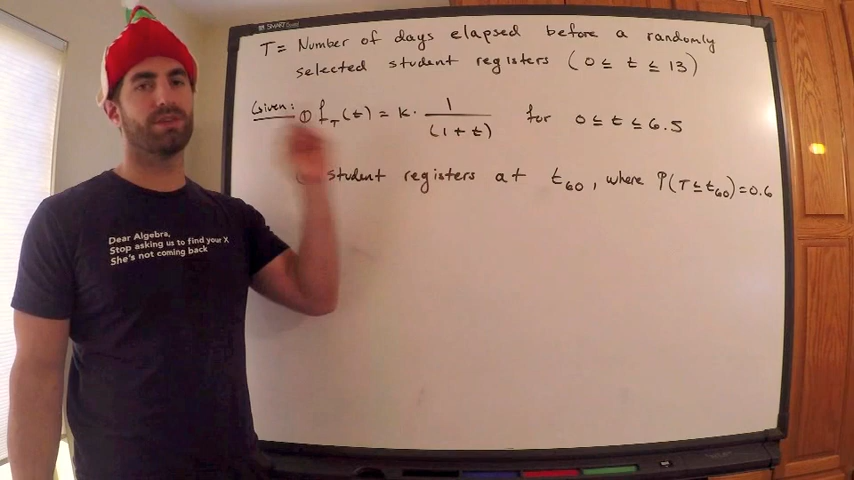 SMART
T = Number of days elapsed before a randomly
selected student registers (0 ≤ t ≤ 13)
Given: ① f_T(t) = k · 1/(1+t) for 0 ≤ t ≤ 6.5
student registers at t_60, where P(T ≤ t_60) = 0.6
Dear Algebra,
Stop asking us to find your X
She's not coming back